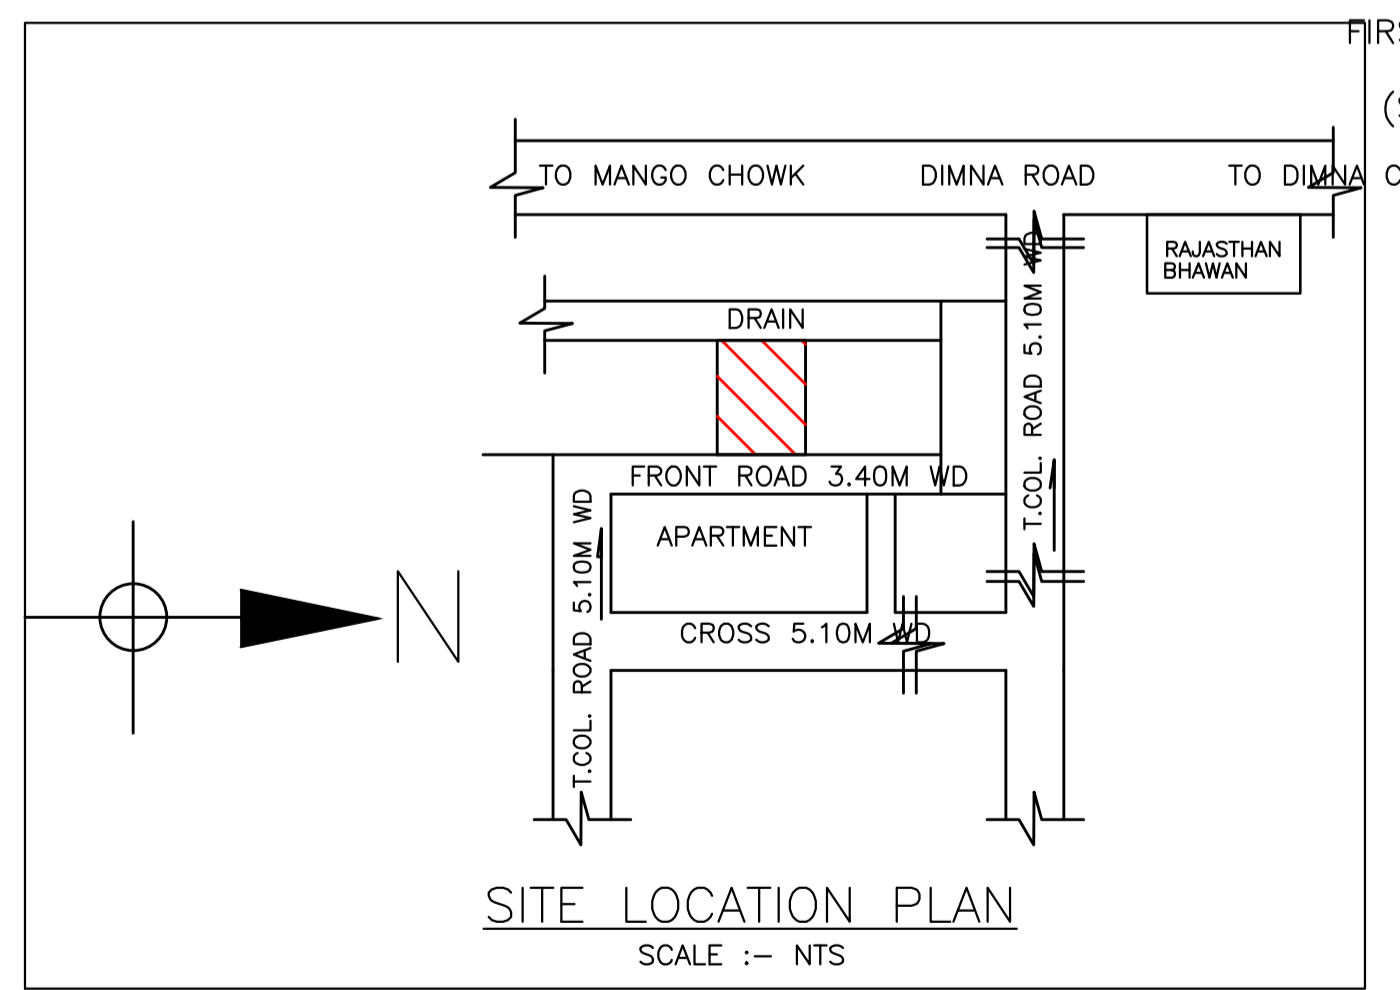 FIRS
(S
TO MANGO CHOWK DIMNA ROAD TO DIMNA C
RAJASTHAN
BHAWAN
DRAIN
T.COL. ROAD 5.10M WD
FRONT ROAD 3.40M WD
APARTMENT
T.COL. ROAD 5.10M WD
CROSS 5.10M WD
N
SITE LOCATION PLAN
SCALE :- NTS